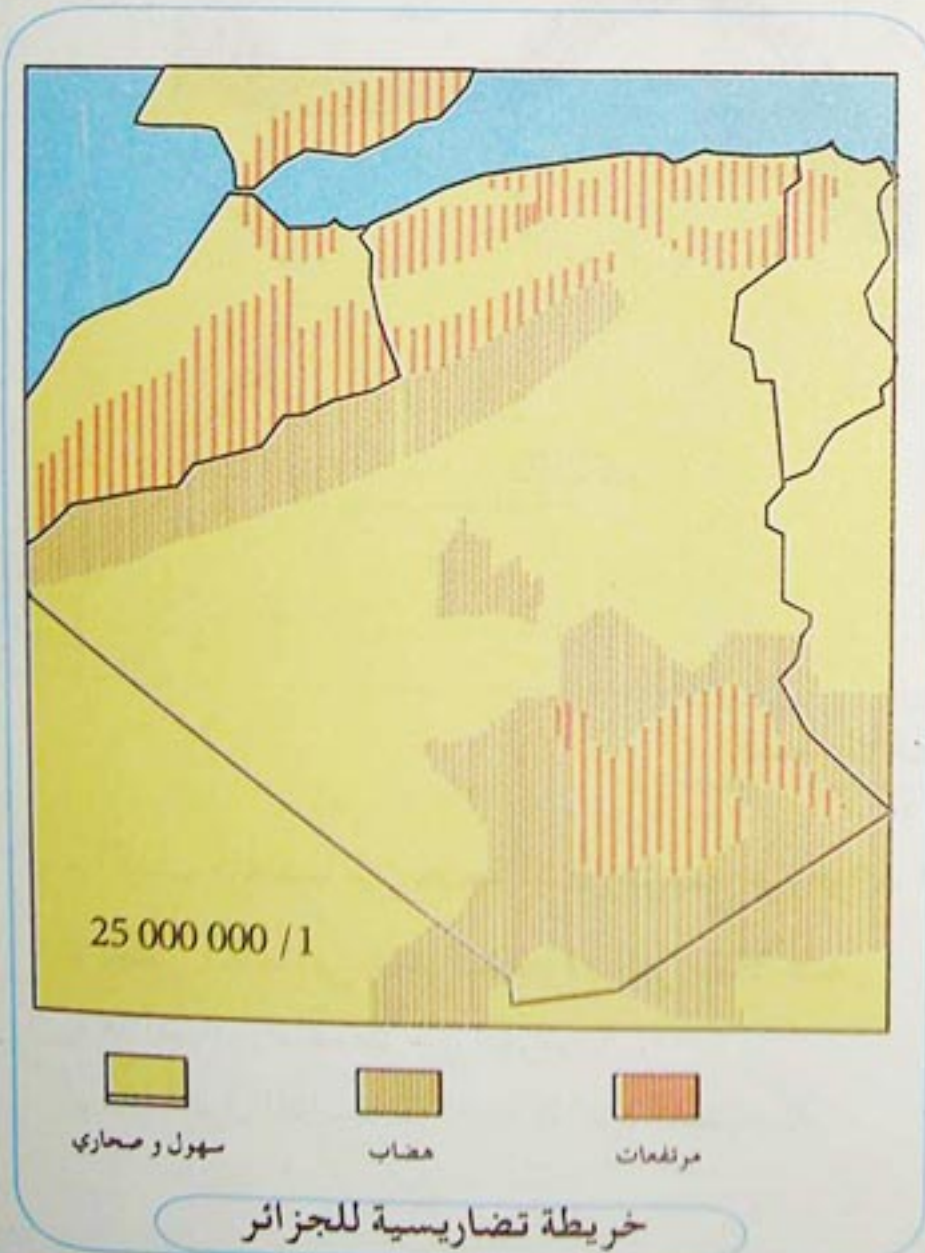 25 000 000 / 1
مرتفعات
هضاب
سهول و صحاري
خريطة تضاريسية للجزائر